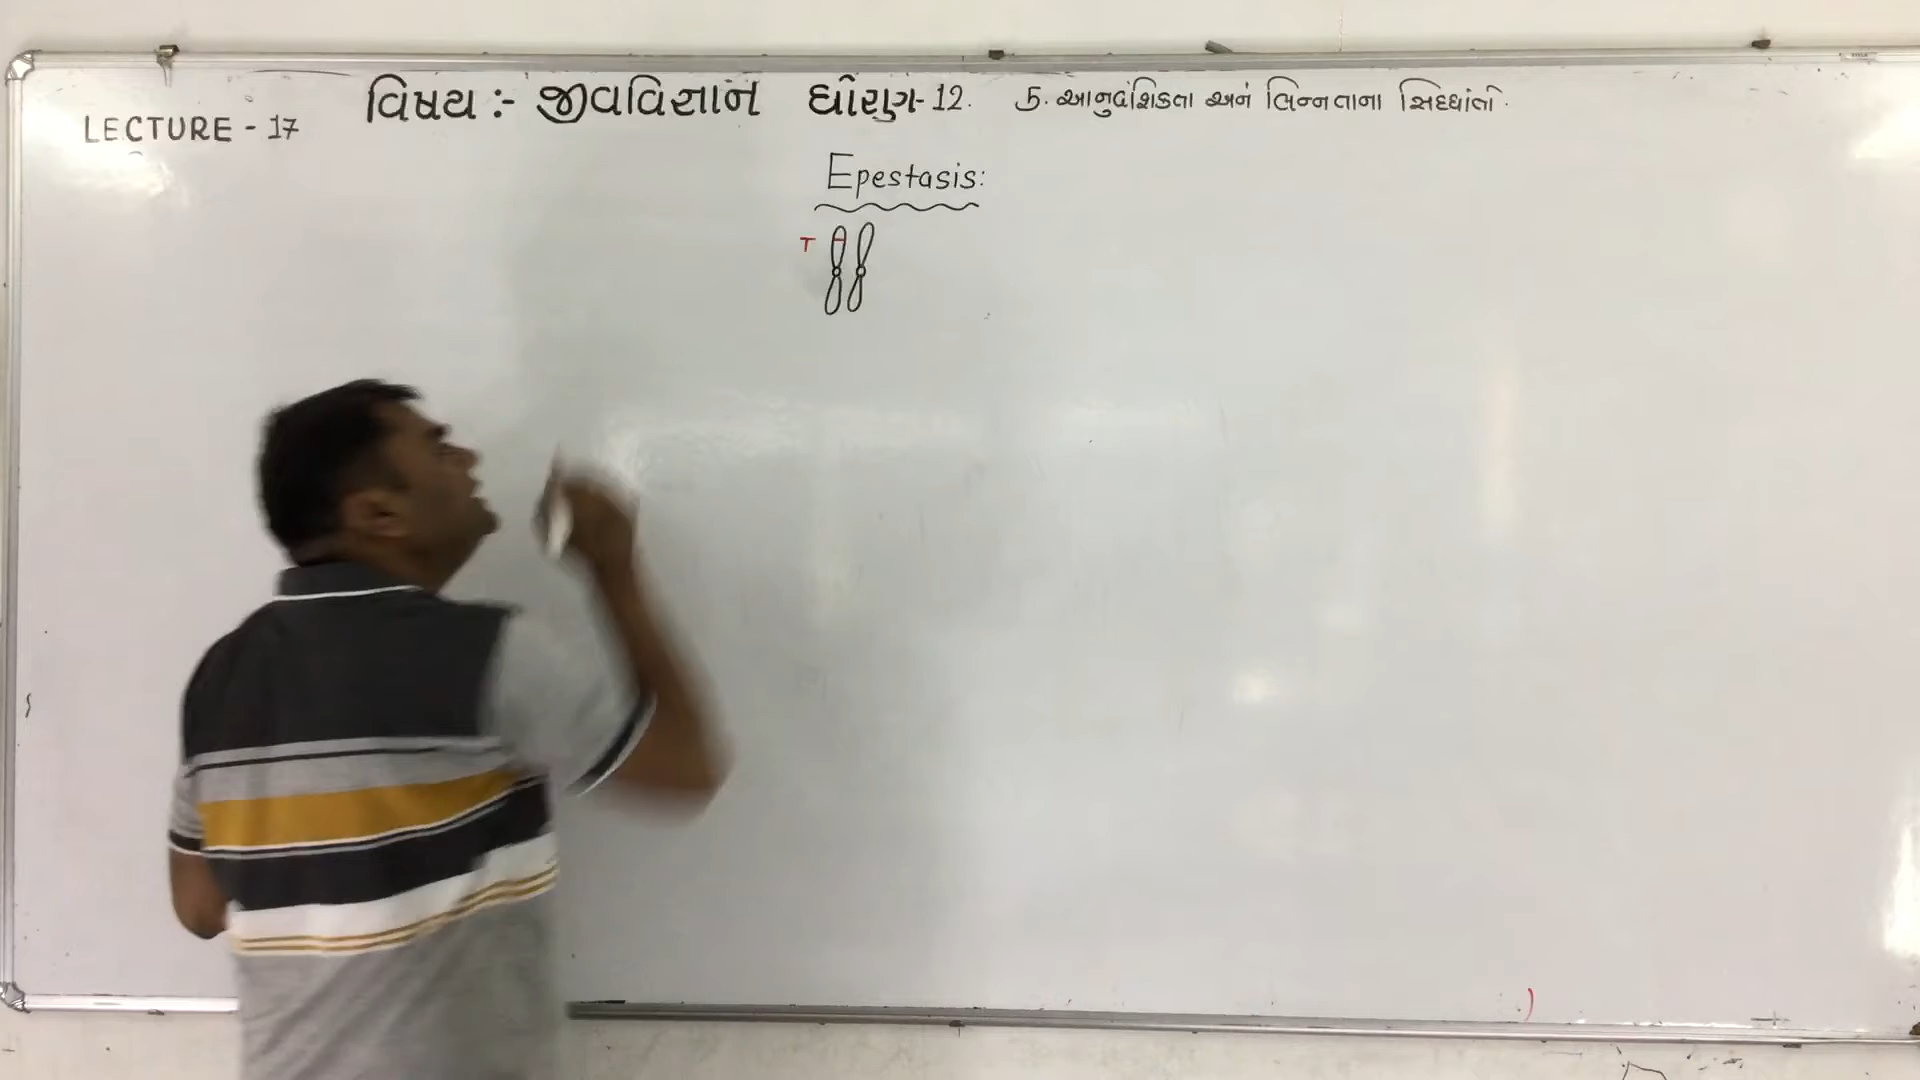 વિષય :- જીવવિજ્ઞાન ધોરણ-12. 5. આનુવંશિકતા અને ભિન્નતાના સિદ્ધાંતો.
LECTURE - 17
Epestasis:
T